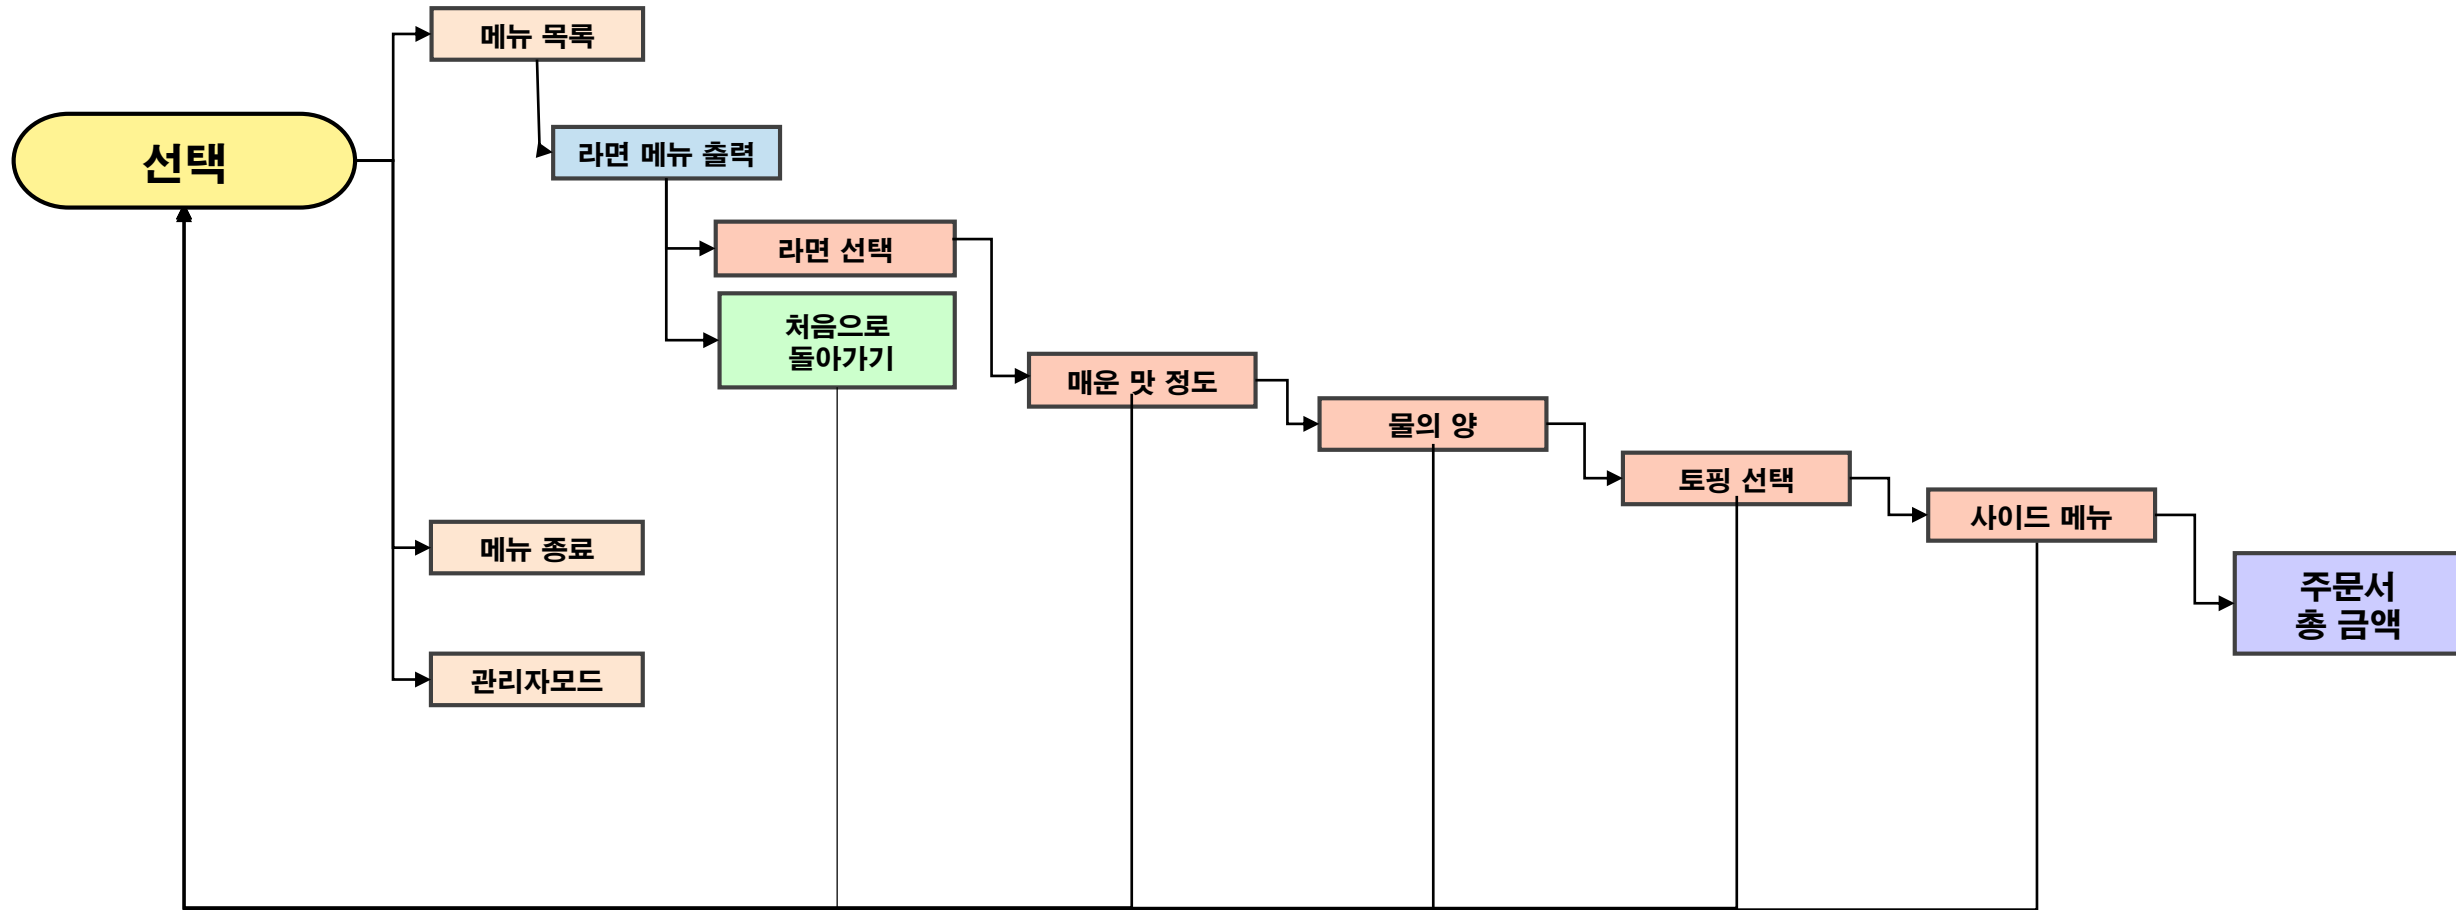 메뉴 목록
선택
라면 메뉴 출력
라면 선택
처음으로
돌아가기
매운 맛 정도
물의 양
토핑 선택
사이드 메뉴
메뉴 종료
주문서
총 금액
관리자모드